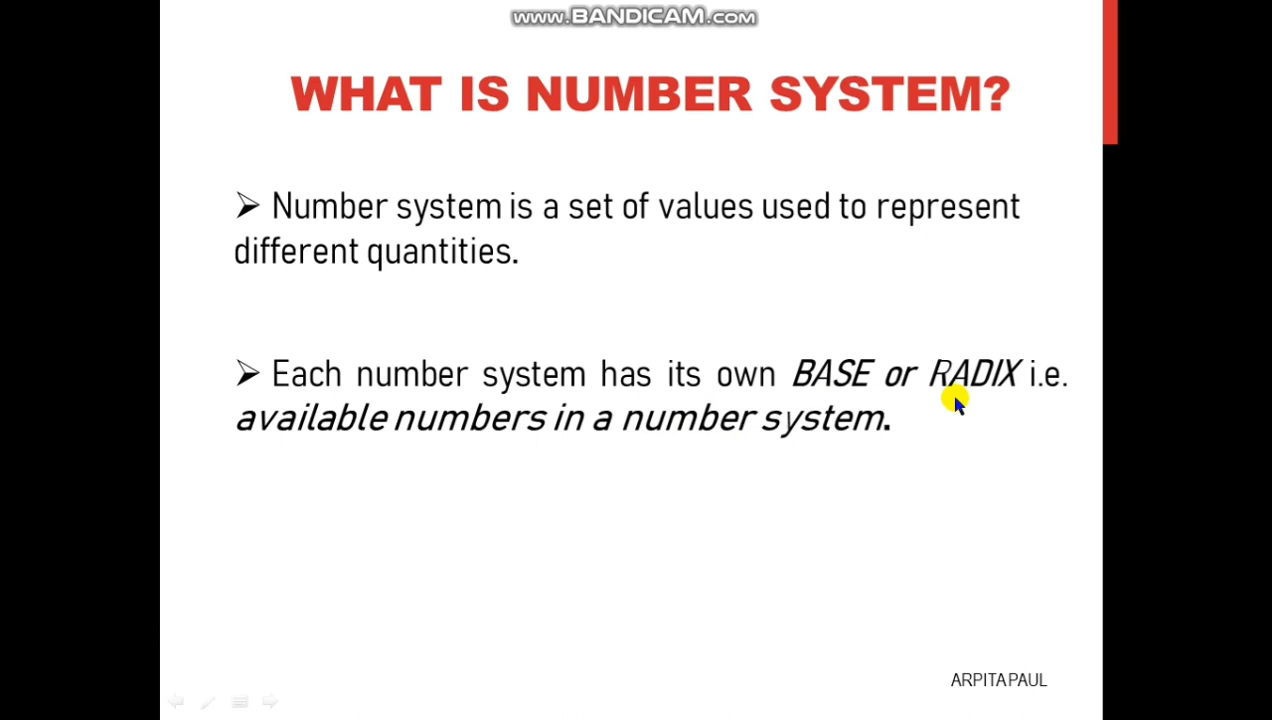 www.BANDICAM.com
WHAT IS NUMBER SYSTEM?
➢ Number system is a set of values used to represent
different quantities.
➢ Each number system has its own BASE or RADIX i.e.
available numbers in a number system.
ARPITA PAUL